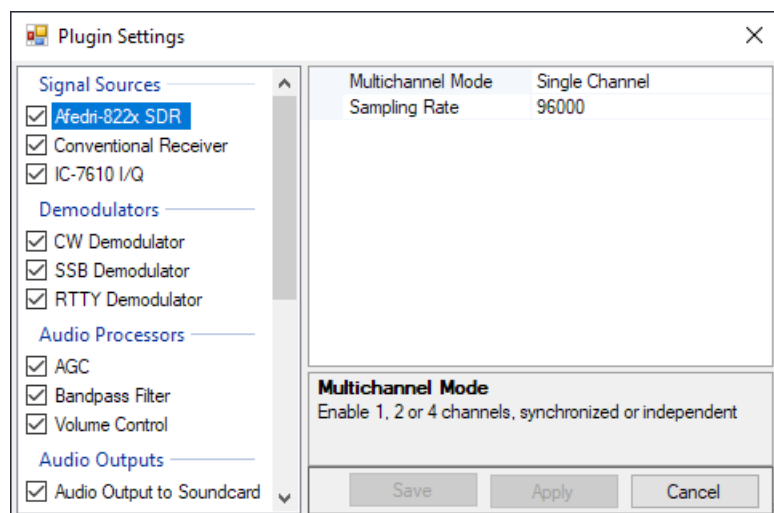 Plugin Settings
Signal Sources
Afedri-822x SDR
Conventional Receiver
IC-7610 I/Q
Demodulators
CW Demodulator
SSB Demodulator
RTTY Demodulator
Audio Processors
AGC
Bandpass Filter
Volume Control
Audio Outputs
Audio Output to Soundcard
Multichannel Mode Single Channel
Sampling Rate 96000
Multichannel Mode
Enable 1, 2 or 4 channels, synchronized or independent
Save Apply Cancel